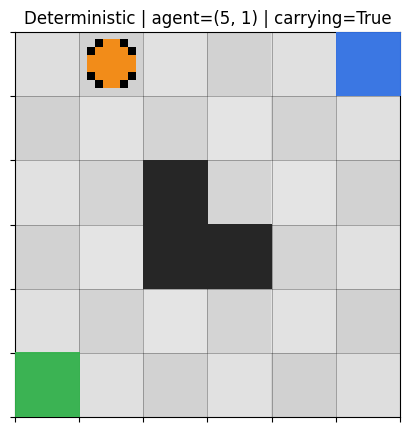 Deterministic | agent=(5, 1) | carrying=True